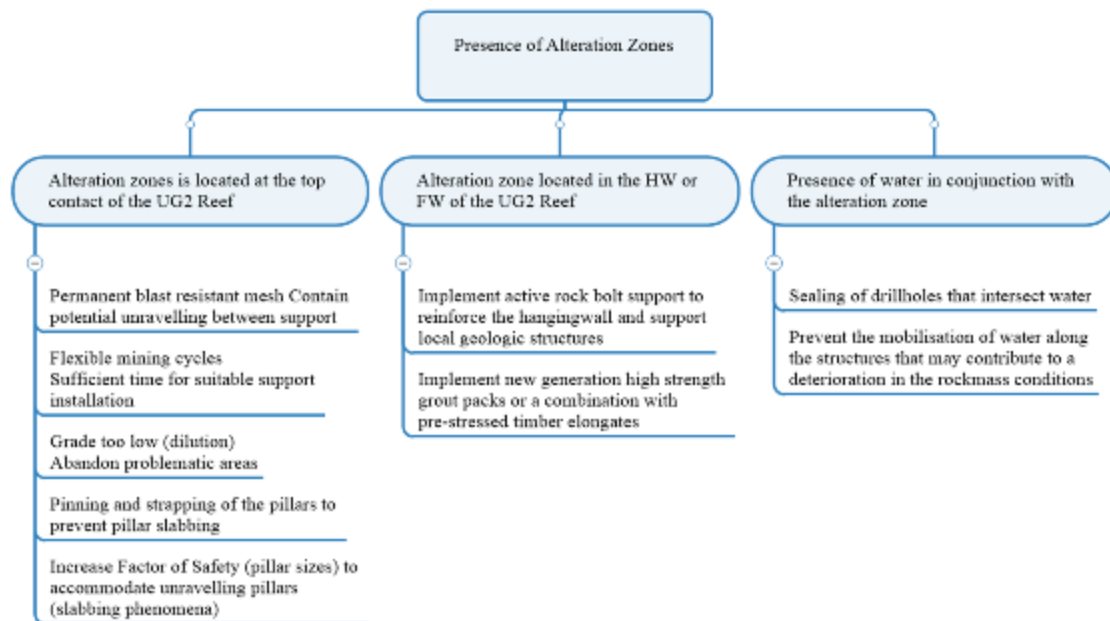 Presence of Alteration Zones
Alteration zones is located at the top
contact of the UG2 Reef
Permanent blast resistant mesh Contain
potential unravelling between support
Flexible mining cycles
Sufficient time for suitable support
installation
Grade too low (dilution)
Abandon problematic areas
Pinning and strapping of the pillars to
prevent pillar slabbing
Increase Factor of Safety (pillar sizes) to
accommodate unravelling pillars
(slabbing phenomena)
Alteration zone located in the HW or
FW of the UG2 Reef
Implement active rock bolt support to
reinforce the hangingwall and support
local geologic structures
Implement new generation high strength
grout packs or a combination with
pre-stressed timber elongates
Presence of water in conjunction with
the alteration zone
Sealing of drillholes that intersect water
Prevent the mobilisation of water along
the structures that may contribute to a
deterioration in the rockmass conditions